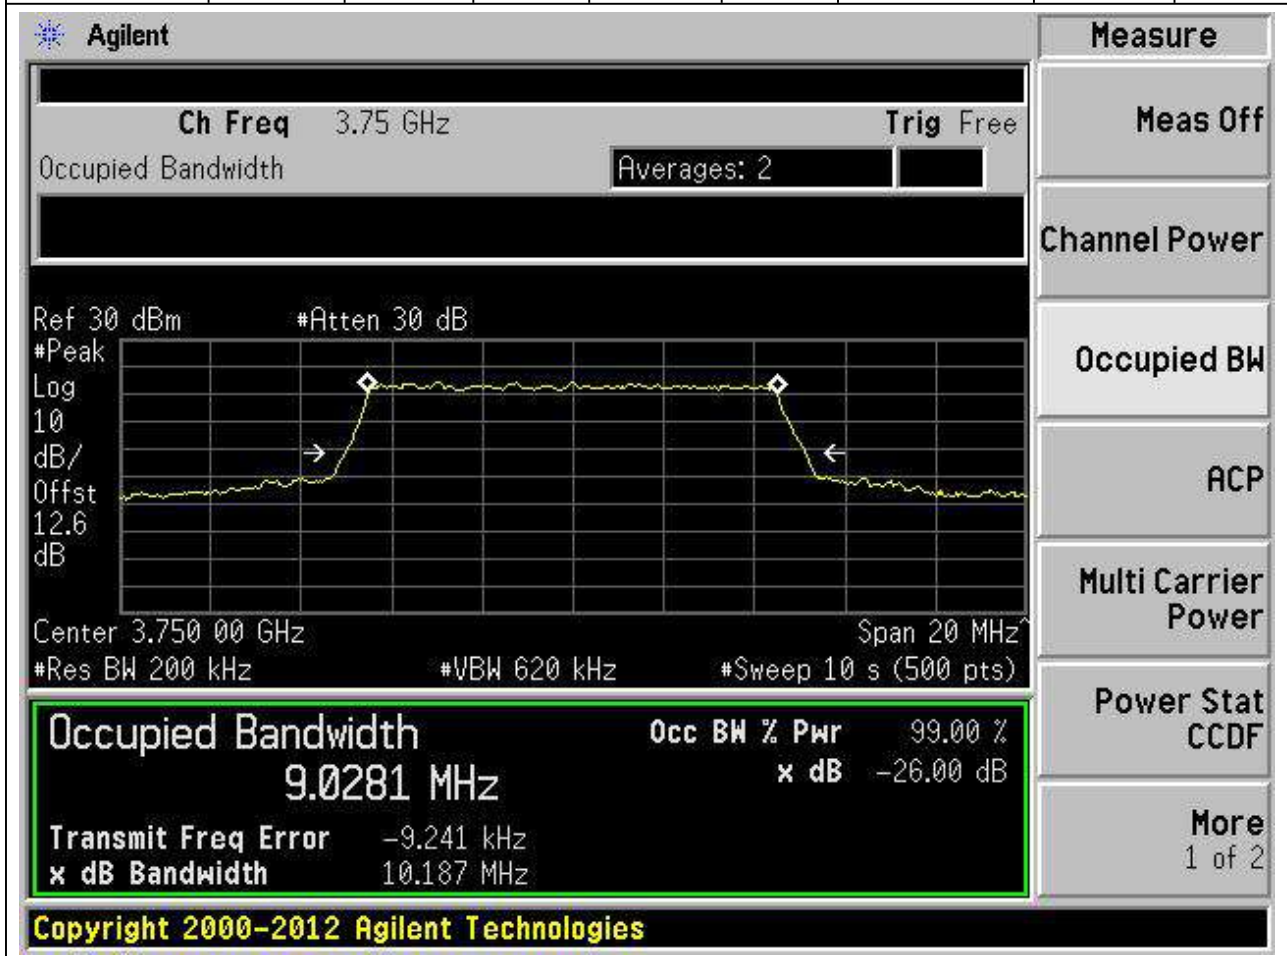 Agilent
Measure
Ch Freq 3.75 GHz Trig Free
Occupied Bandwidth Averages: 2
Ref 30 dBm #Atten 30 dB
#Peak
Log
10
dB/
Offst
12.6
dB
Center 3.750 00 GHz Span 20 MHz^
#Res BW 200 kHz #VBW 620 kHz #Sweep 10 s (500 pts)
Occupied Bandwidth Occ BW % Pwr 99.00 %
9.0281 MHz x dB -26.00 dB
Transmit Freq Error -9.241 kHz
x dB Bandwidth 10.187 MHz
Meas Off
Channel Power
Occupied BW
ACP
Multi Carrier
Power
Power Stat
CCDF
More
1 of 2
Copyright 2000-2012 Agilent Technologies